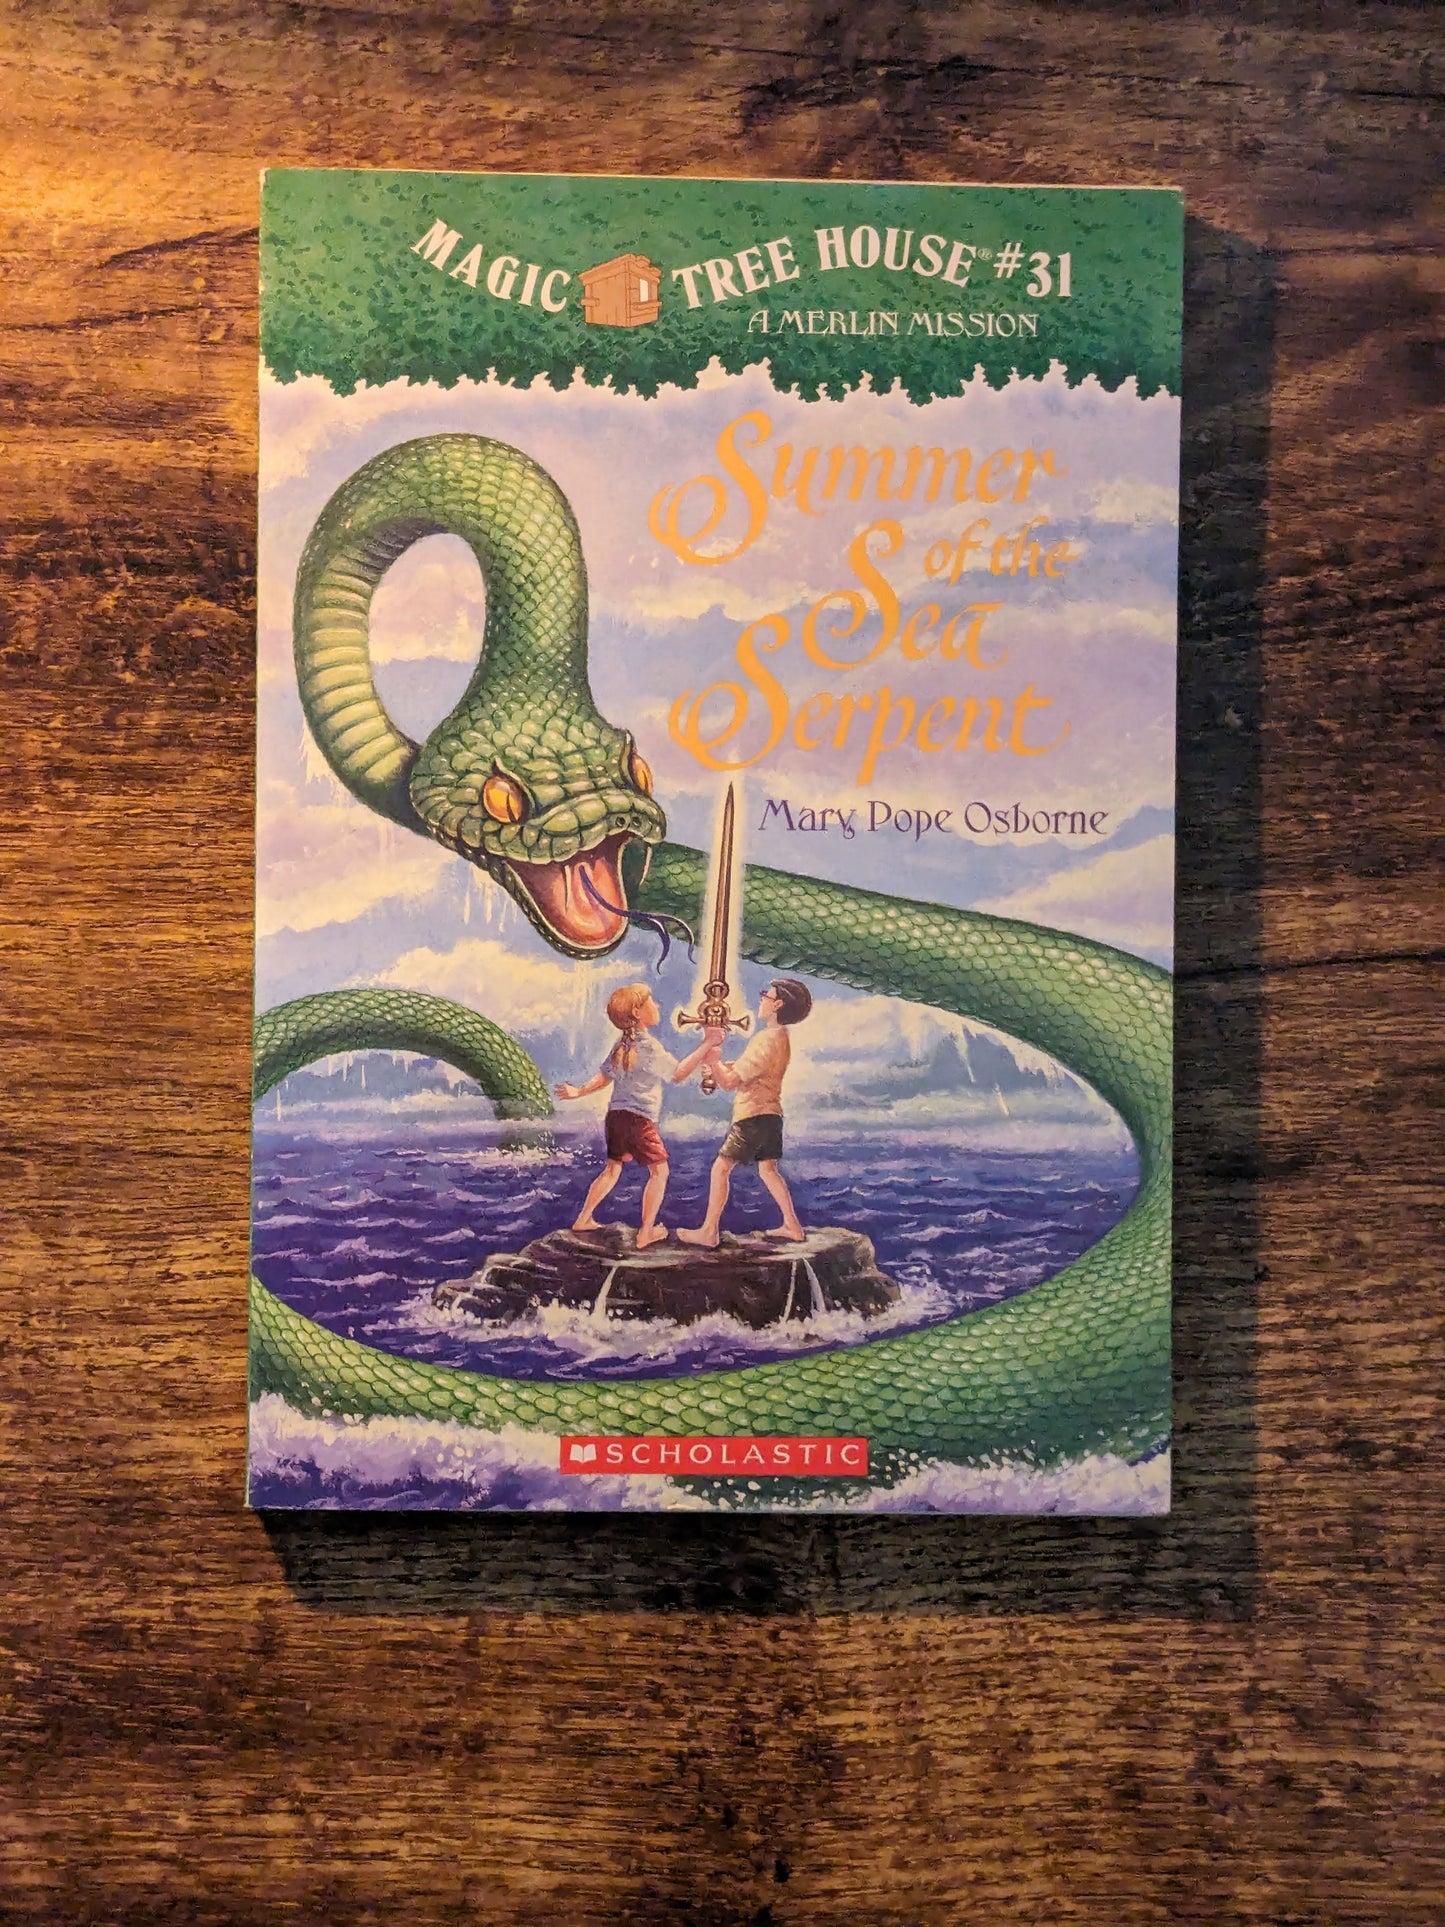 MAGIC TREE HOUSE® #31
A MERLIN MISSION
Summer
of the
Sea
Serpent
Mary Pope Osborne
SCHOLASTIC